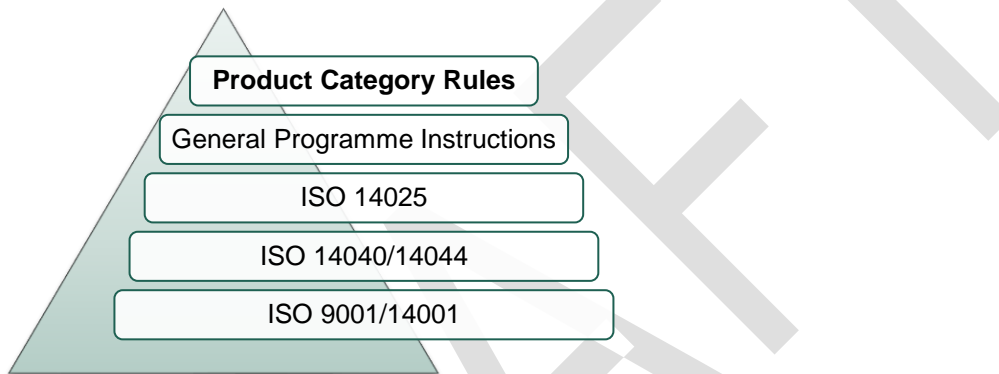 Product Category Rules
General Programme Instructions
ISO 14025
ISO 14040/14044
ISO 9001/14001